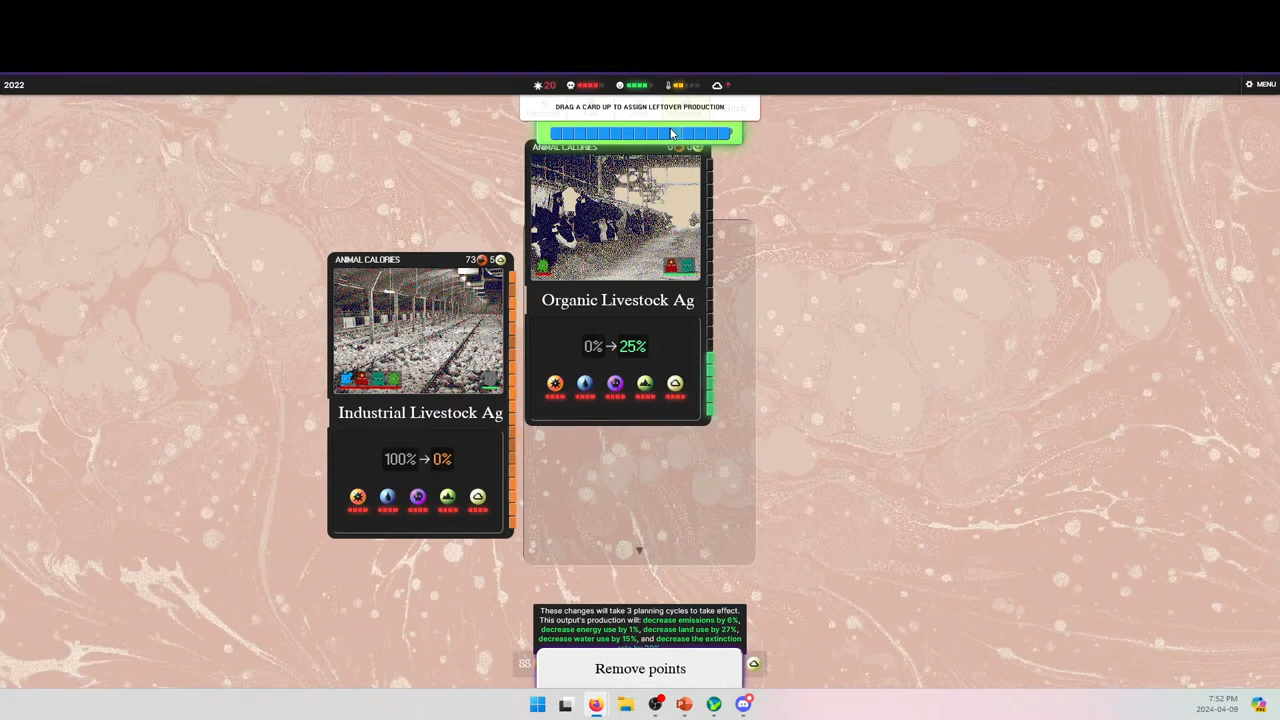 2022
20
MENU
DRAG A CARD UP TO ASSIGN LEFTOVER PRODUCTION
ANIMAL CALORIES
0 0
ANIMAL CALORIES
73 5
Organic Livestock Ag
0% → 25%
Industrial Livestock Ag
100% → 0%
These changes will take 3 planning cycles to take effect.
This output's production will: decrease emissions by 6%,
decrease energy use by 1%, decrease land use by 27%,
decrease water use by 15%, and decrease the extinction
88
Remove points
7:52 PM
2024-04-09